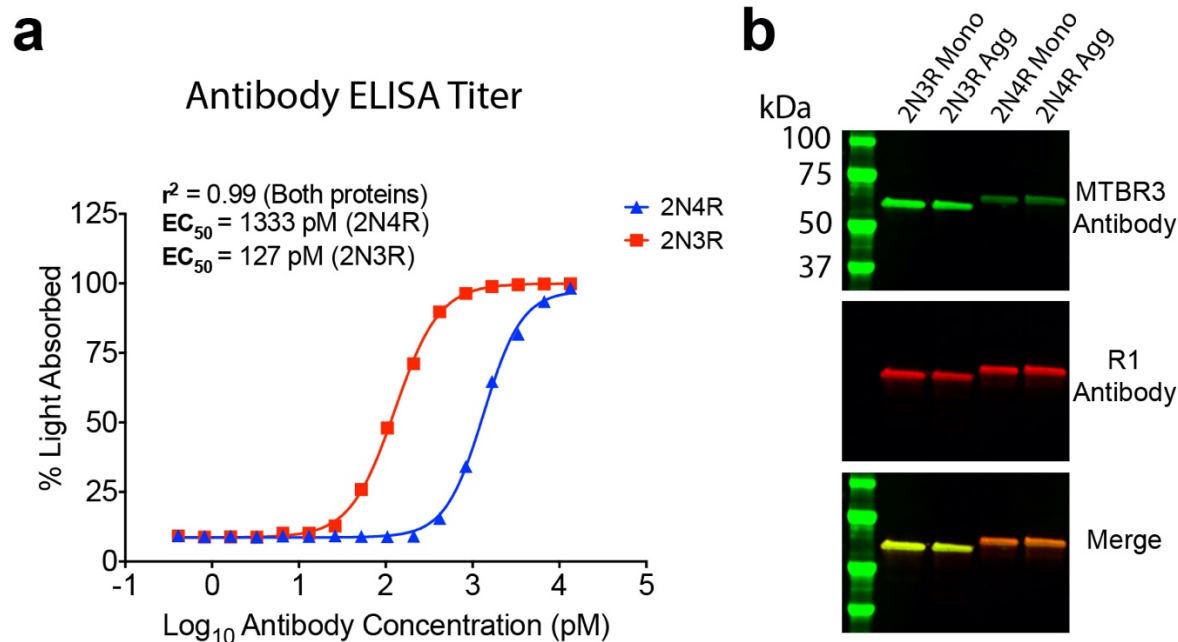 a
Antibody ELISA Titer
r² = 0.99 (Both proteins)
EC₅₀ = 1333 pM (2N4R)
EC₅₀ = 127 pM (2N3R)
2N4R
2N3R
125
100
75
50
25
0
-1 0 1 2 3 4 5
% Light Absorbed
Log₁₀ Antibody Concentration (pM)
b
kDa
2N3R Mono
2N3R Agg
2N4R Mono
2N4R Agg
100
75
50
37
MTBR3
Antibody
R1
Antibody
Merge